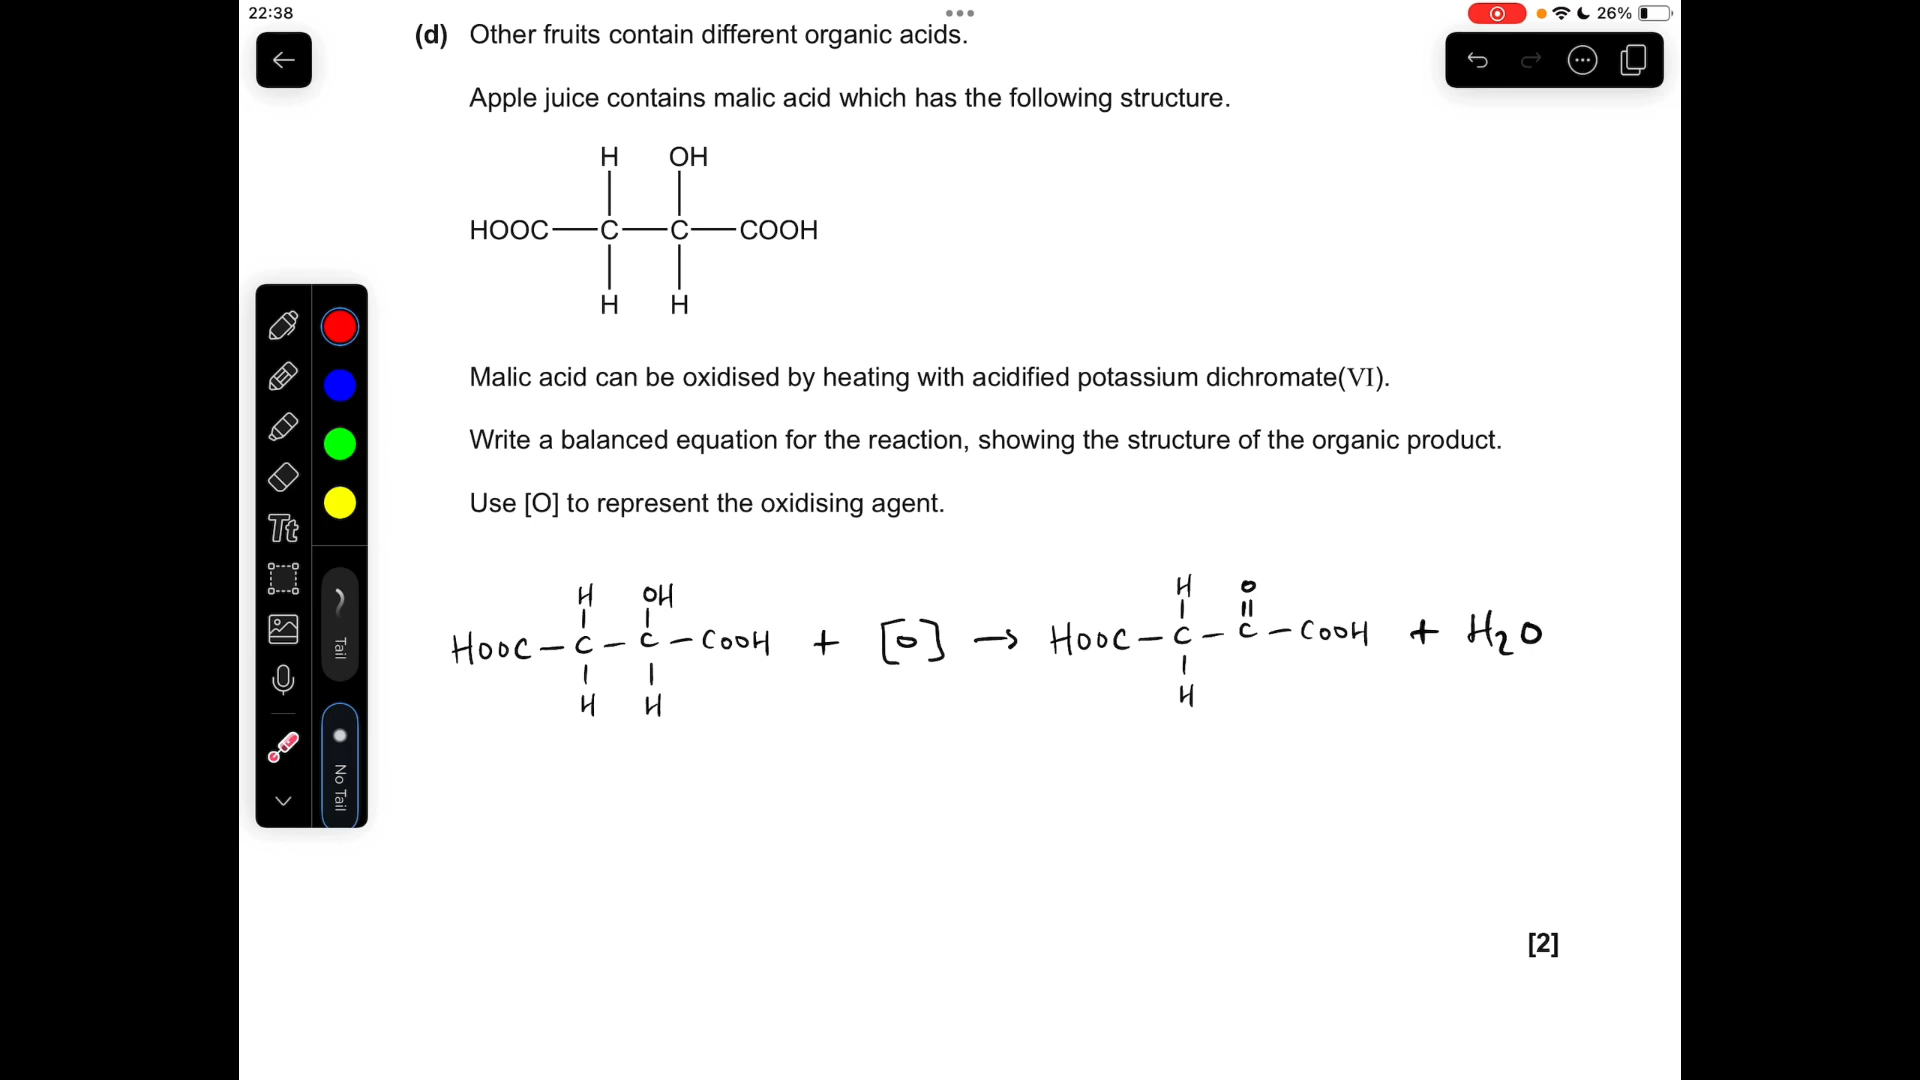 22:38
26%
(d) Other fruits contain different organic acids.
Apple juice contains malic acid which has the following structure.
H OH
HOOC C C COOH
H H
Malic acid can be oxidised by heating with acidified potassium dichromate(VI).
Write a balanced equation for the reaction, showing the structure of the organic product.
Use [O] to represent the oxidising agent.
Tt
Tail
No Tail
H OH H O
HOOC – C – C – COOH + [O] → HOOC – C – C – COOH + H₂O
H H H
[2]